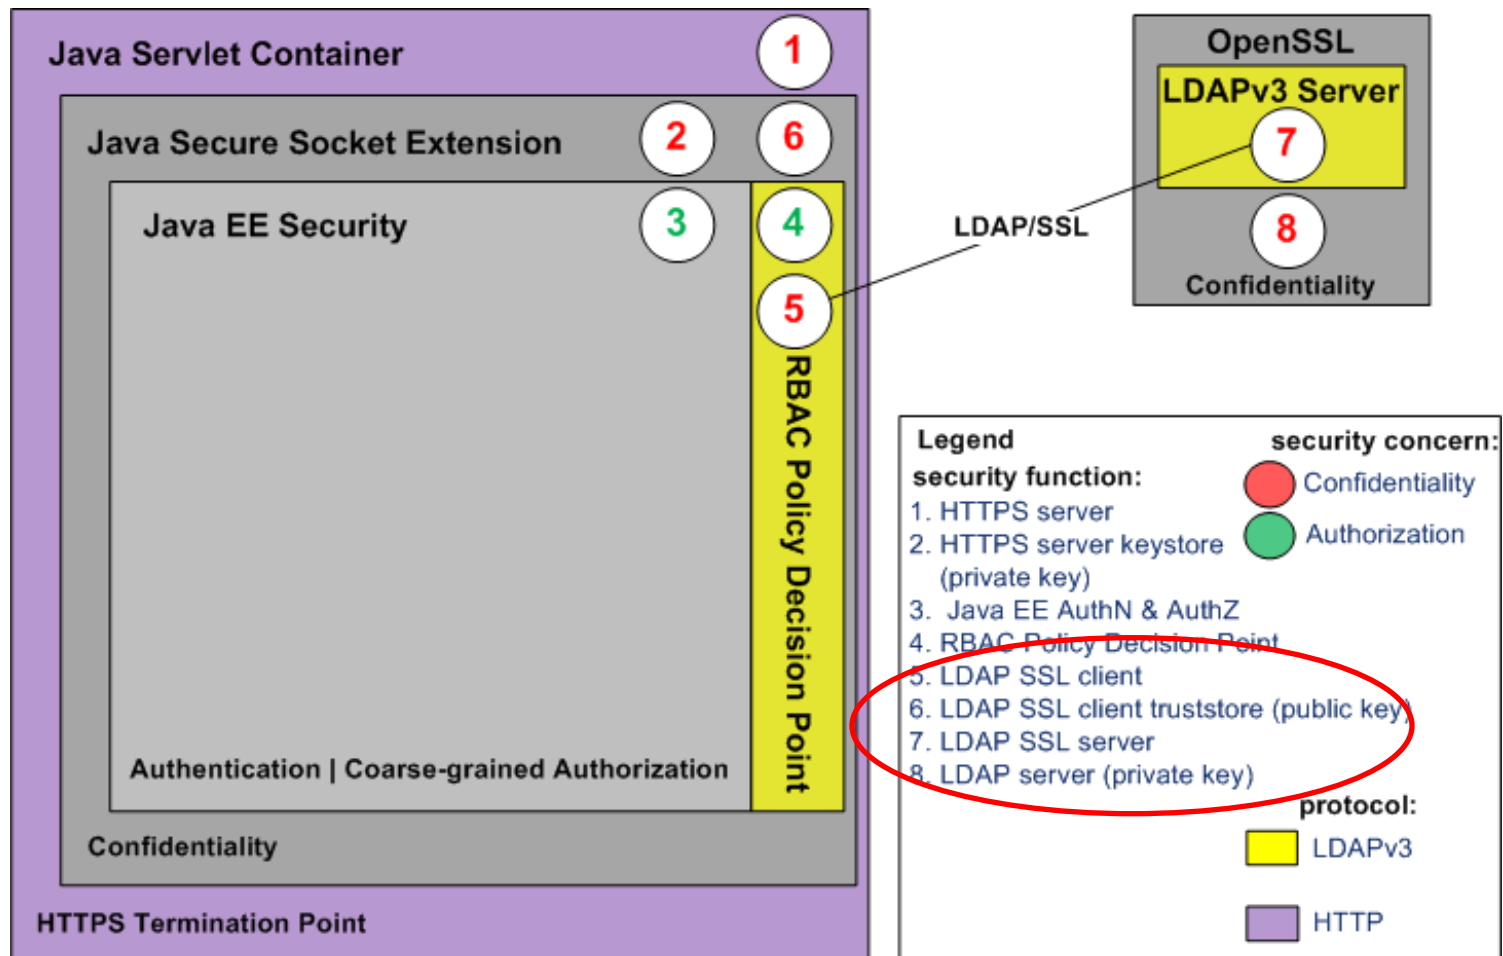 Java Servlet Container
1
Java Secure Socket Extension
2
6
Java EE Security
3
4
5
RBAC Policy Decision Point
Authentication | Coarse-grained Authorization
Confidentiality
HTTPS Termination Point
LDAP/SSL
OpenSSL
LDAPv3 Server
7
8
Confidentiality
Legend
security function:
1. HTTPS server
2. HTTPS server keystore
(private key)
3. Java EE AuthN & AuthZ
4. RBAC Policy Decision Point
5. LDAP SSL client
6. LDAP SSL client truststore (public key)
7. LDAP SSL server
8. LDAP server (private key)
security concern:
Confidentiality
Authorization
protocol:
LDAPv3
HTTP